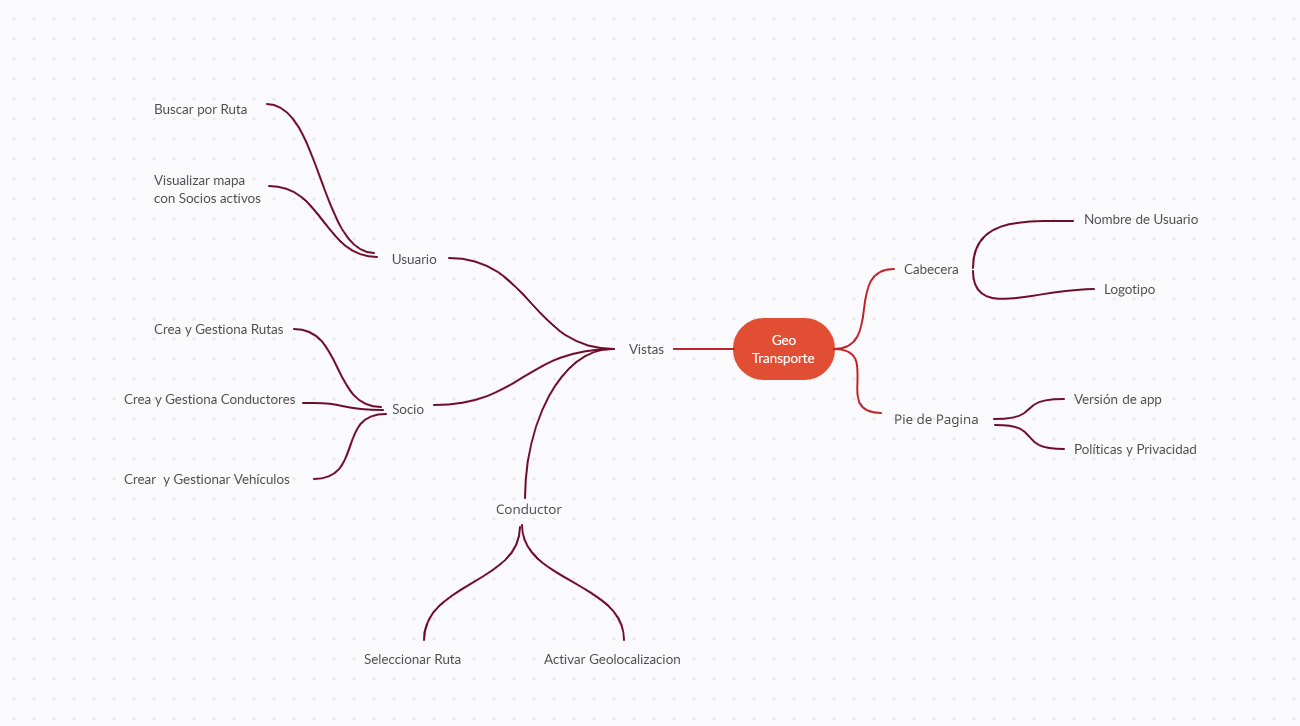 Buscar por Ruta
Visualizar mapa
con Socios activos
Usuario
Crea y Gestiona Rutas
Crea y Gestiona Conductores
Socio
Crear  y Gestionar Vehículos
Conductor
Seleccionar Ruta
Activar Geolocalizacion
Vistas
Geo
Transporte
Cabecera
Nombre de Usuario
Logotipo
Pie de Pagina
Versión de app
Políticas y Privacidad